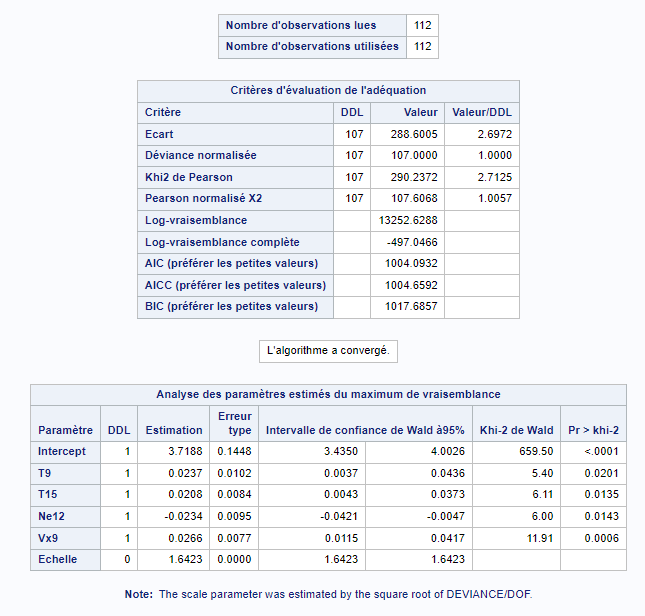 Nombre d'observations lues 112
Nombre d'observations utilisées 112
Critères d'évaluation de l'adéquation
Critère DDL Valeur Valeur/DDL
Ecart 107 288.6005 2.6972
Déviance normalisée 107 107.0000 1.0000
Khi2 de Pearson 107 290.2372 2.7125
Pearson normalisé X2 107 107.6068 1.0057
Log-vraisemblance 13252.6288
Log-vraisemblance complète -497.0466
AIC (préférer les petites valeurs) 1004.0932
AICC (préférer les petites valeurs) 1004.6592
BIC (préférer les petites valeurs) 1017.6857
L'algorithme a convergé.
Analyse des paramètres estimés du maximum de vraisemblance
Paramètre DDL Estimation Erreur type Intervalle de confiance de Wald à95% Khi-2 de Wald Pr > khi-2
Intercept 1 3.7188 0.1448 3.4350 4.0026 659.50 <.0001
T9 1 0.0237 0.0102 0.0037 0.0436 5.40 0.0201
T15 1 0.0208 0.0084 0.0043 0.0373 6.11 0.0135
Ne12 1 -0.0234 0.0095 -0.0421 -0.0047 6.00 0.0143
Vx9 1 0.0266 0.0077 0.0115 0.0417 11.91 0.0006
Echelle 0 1.6423 0.0000 1.6423 1.6423
Note: The scale parameter was estimated by the square root of DEVIANCE/DOF.